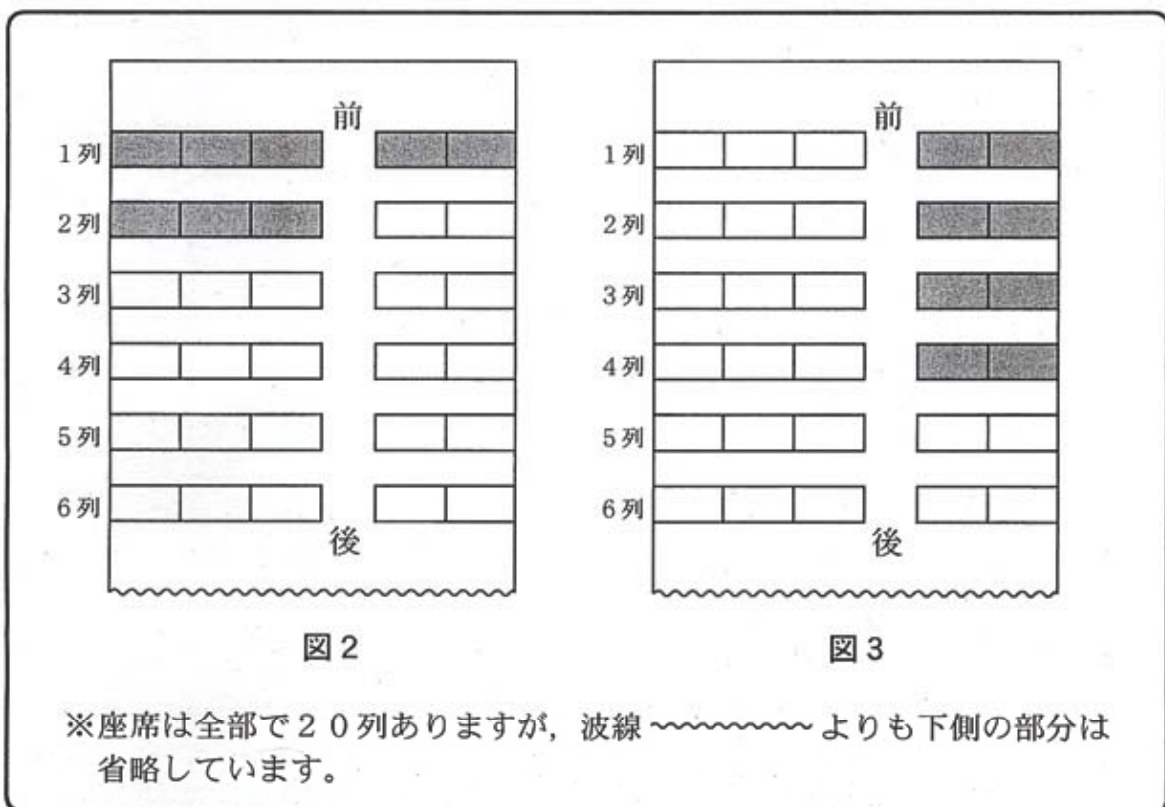 前
1列
2列
3列
4列
5列
6列
後
図2
前
1列
2列
3列
4列
5列
6列
後
図3
※座席は全部で20列ありますが，波線よりも下側の部分は
省略しています。